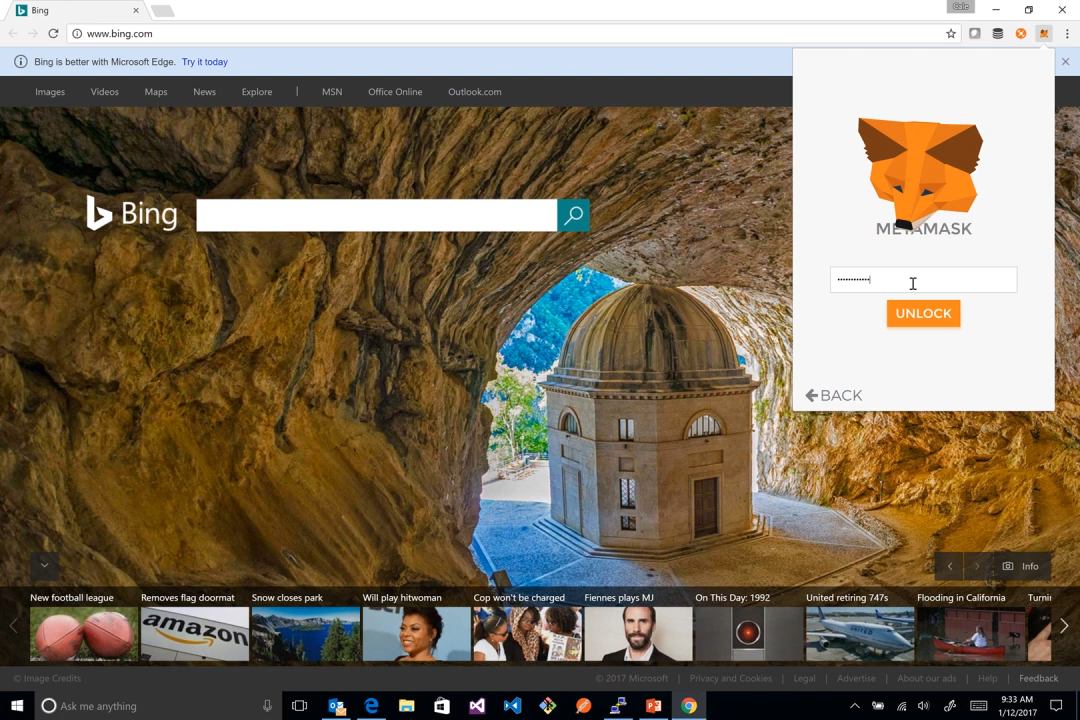 Bing
Cale
www.bing.com
Bing is better with Microsoft Edge. Try it today
Images Videos Maps News Explore | MSN Office Online Outlook.com
Bing
METAMASK
UNLOCK
BACK
Info
New football league Removes flag doormat Snow closes park Will play hitwoman Cop won't be charged Fiennes plays MJ On This Day: 1992 United retiring 747s Flooding in California Turnin
amazon
UNITED
© Image Credits © 2017 Microsoft Privacy and Cookies Legal Advertise About our ads Help Feedback
Ask me anything
9:33 AM
1/12/2017